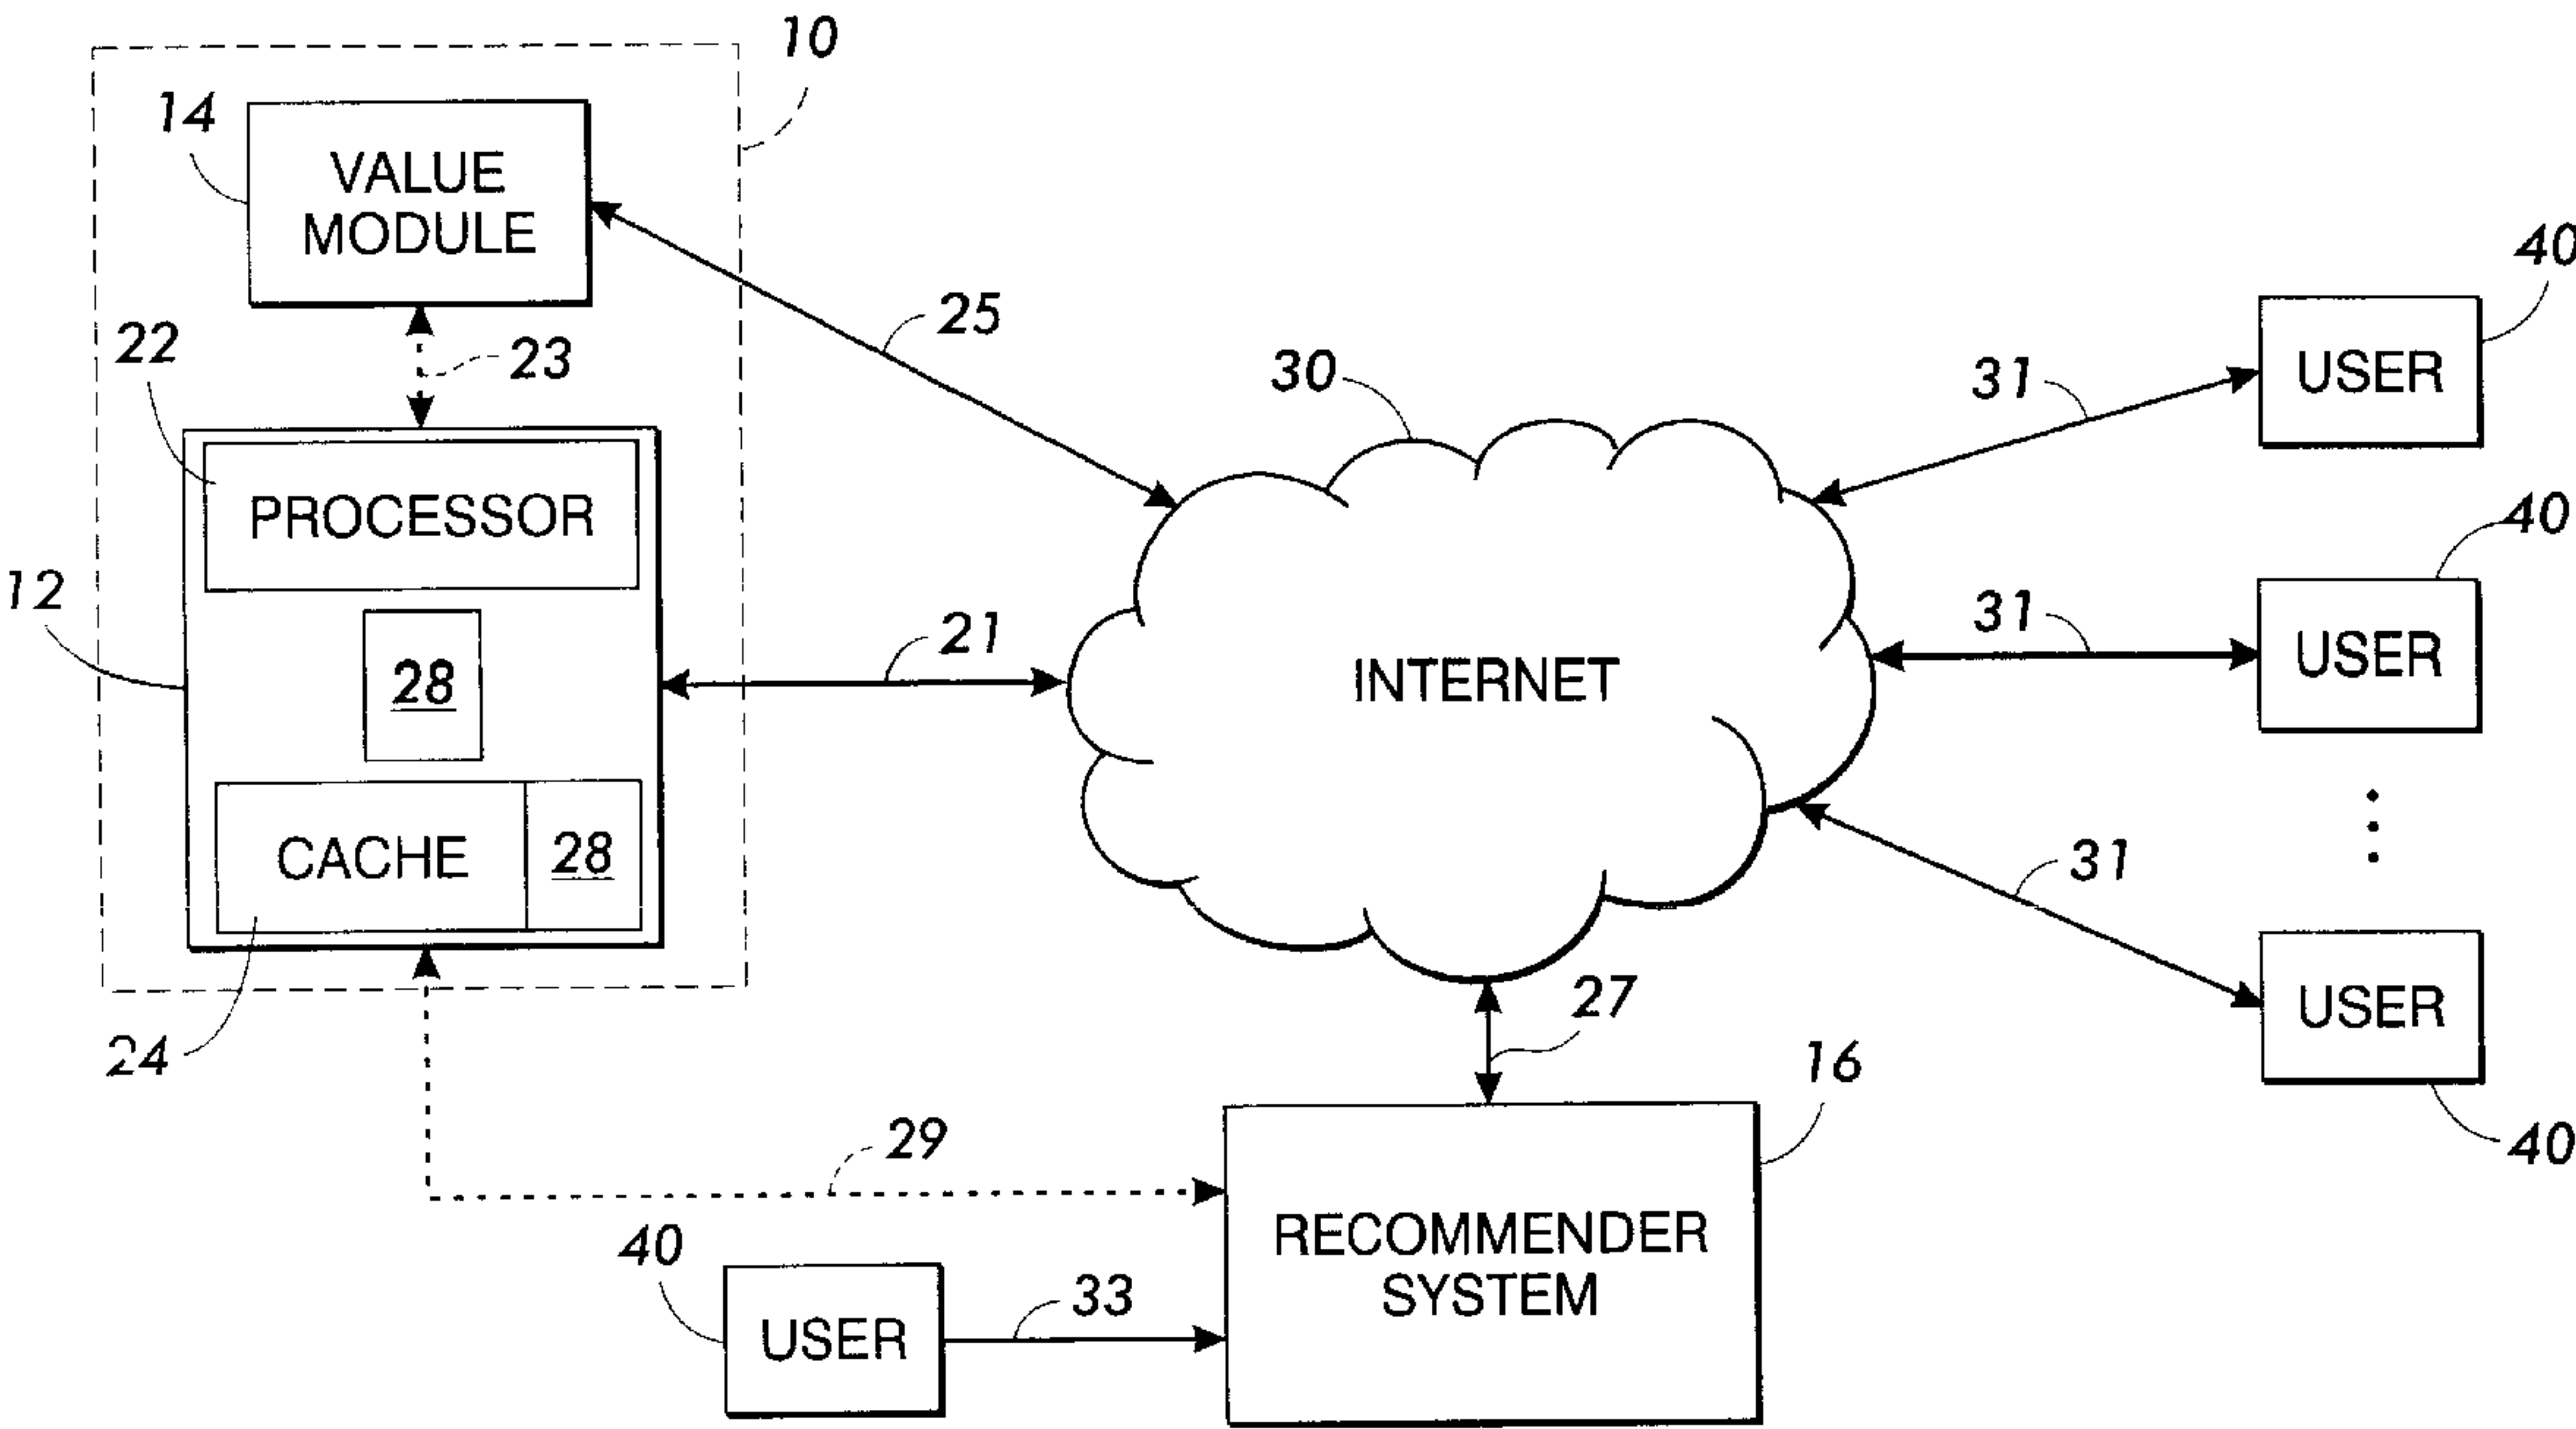 10
14
VALUE
MODULE
40
25
22
23
30
31
USER
PROCESSOR
40
12
21
31
USER
28
INTERNET
CACHE
28
31
27
USER
24
16
29
40
RECOMMENDER
SYSTEM
40
33
USER